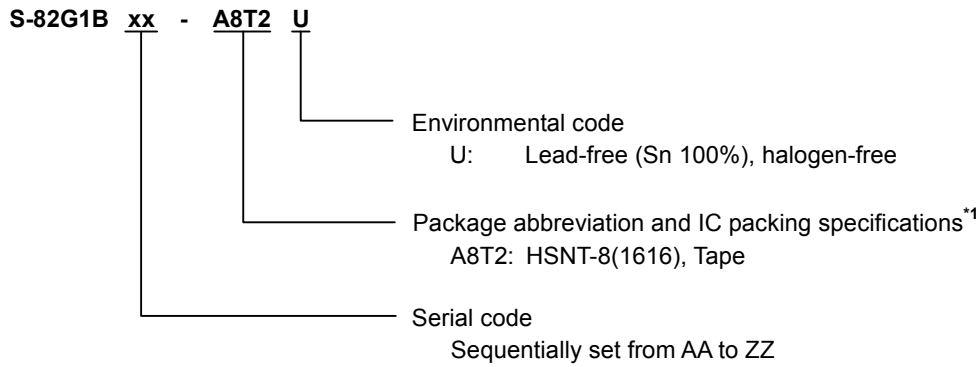 S-82G1B xx - A8T2 U
Environmental code
U: Lead-free (Sn 100%), halogen-free
Package abbreviation and IC packing specifications*1
A8T2: HSNT-8(1616), Tape
Serial code
Sequentially set from AA to ZZ